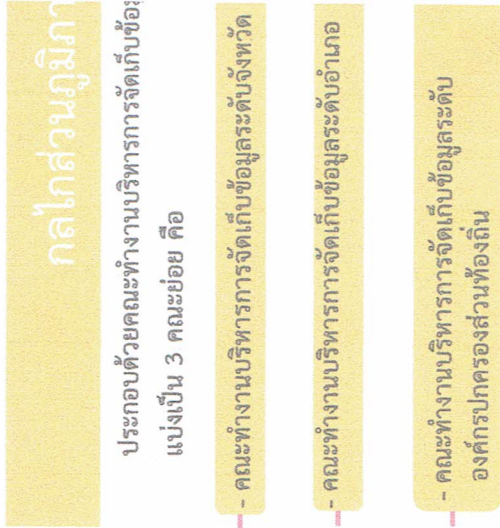 กลไกส่วนภูมิภา
ประกอบด้วยคณะทำงานบริหารการจัดเก็บข้อมู
แบ่งเป็น 3 คณะย่อย คือ
- คณะทำงานบริหารการจัดเก็บข้อมูลระดับจังหวัด
- คณะทำงานบริหารการจัดเก็บข้อมูลระดับอำเภอ
- คณะทำงานบริหารการจัดเก็บข้อมูลระดับ
องค์กรปกครองส่วนท้องถิ่น